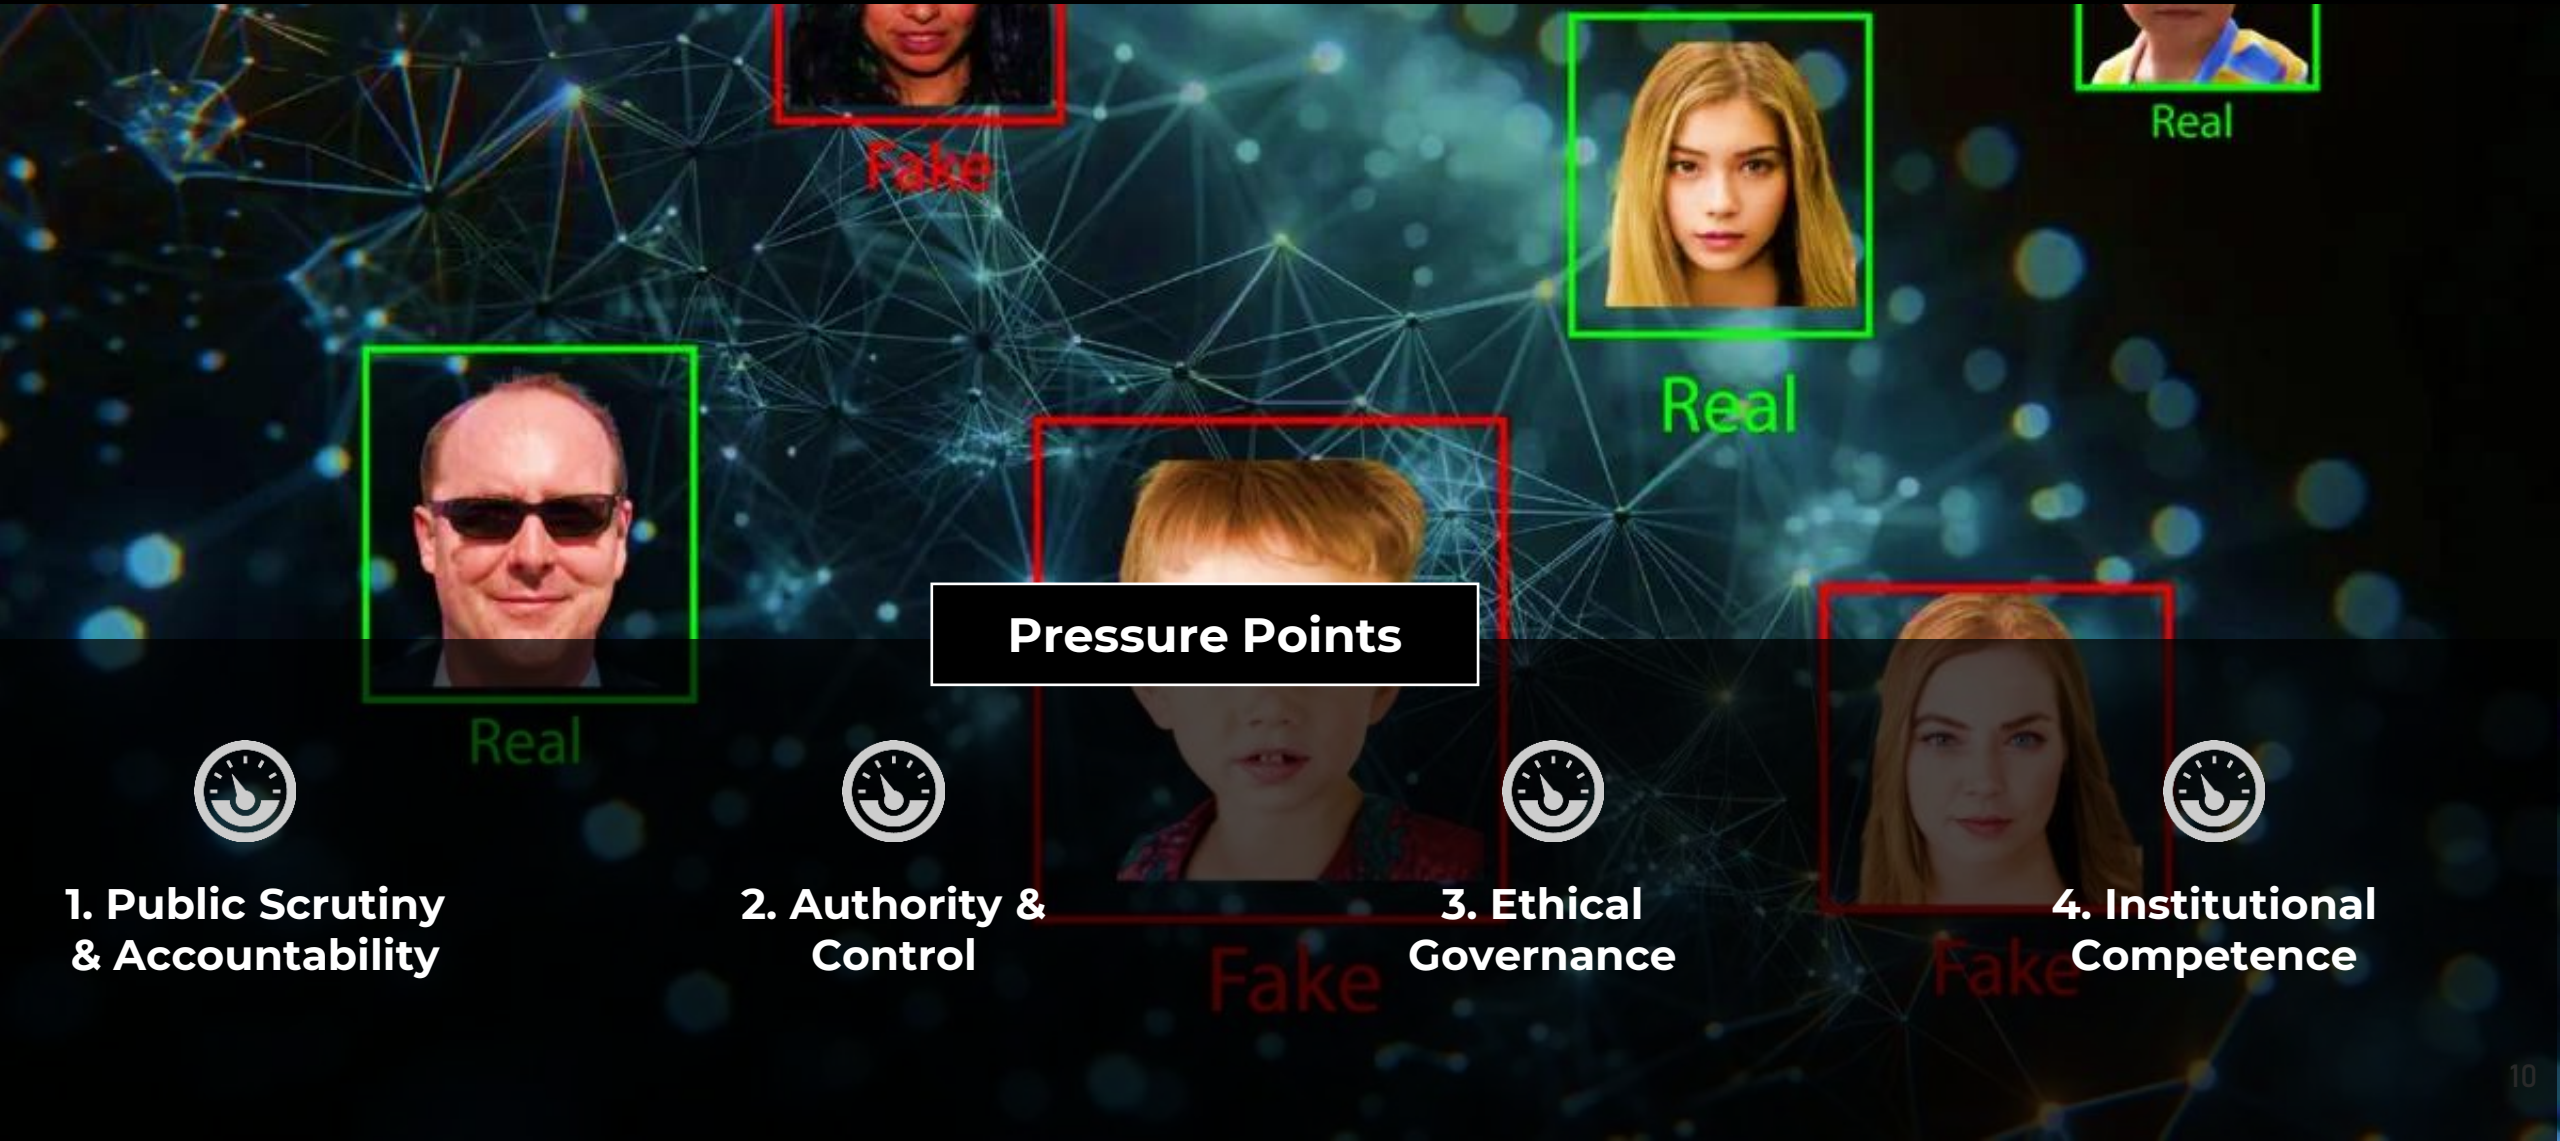 Fake
Real
Real
Real
Pressure Points
1. Public Scrutiny
& Accountability
2. Authority &
Control
3. Ethical
Governance
4. Institutional
Competence
Fake
Fake
10